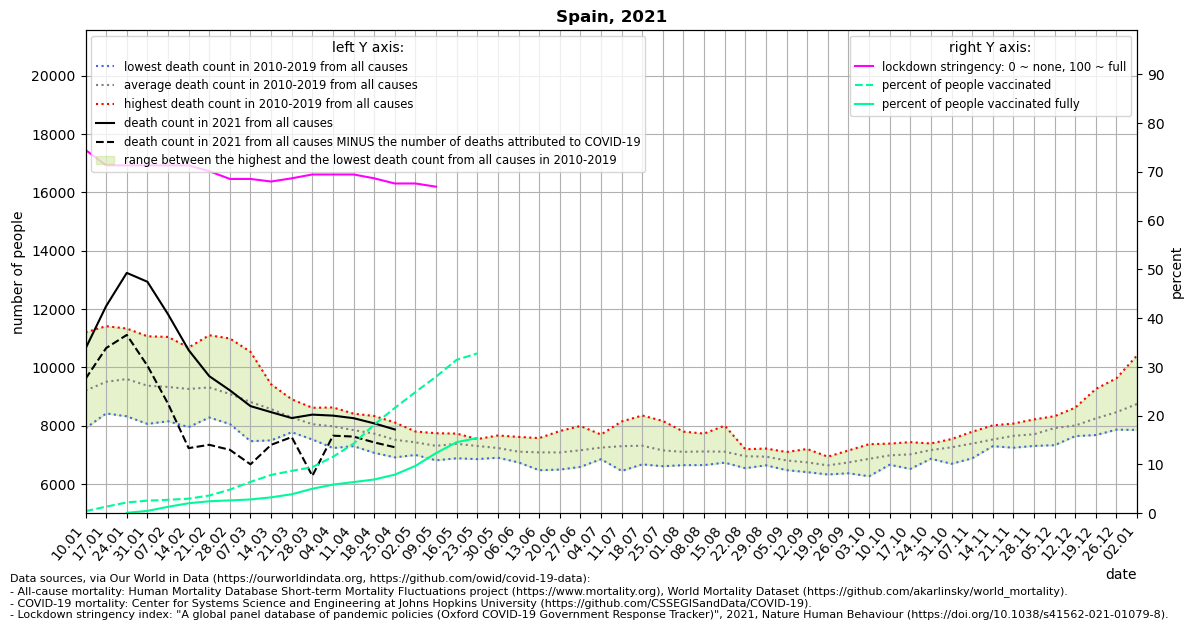 Spain, 2021
left Y axis:
lowest death count in 2010-2019 from all causes
average death count in 2010-2019 from all causes
highest death count in 2010-2019 from all causes
death count in 2021 from all causes
death count in 2021 from all causes MINUS the number of deaths attributed to COVID-19
range between the highest and the lowest death count from all causes in 2010-2019
right Y axis:
lockdown stringency: 0 ~ none, 100 ~ full
percent of people vaccinated
percent of people vaccinated fully
number of people
20000
18000
16000
14000
12000
10000
8000
6000
percent
90
80
70
60
50
40
30
20
10
0
10.01 17.01 24.01 31.01 07.02 14.02 21.02 28.02 07.03 14.03 21.03 28.03 04.04 11.04 18.04 25.04 02.05 09.05 16.05 23.05 30.05 06.06 13.06 20.06 27.06 04.07 11.07 18.07 25.07 01.08 08.08 15.08 22.08 29.08 05.09 12.09 19.09 26.09 03.10 10.10 17.10 24.10 31.10 07.11 14.11 21.11 28.11 05.12 12.12 19.12 26.12 02.01
date
Data sources, via Our World in Data (https://ourworldindata.org, https://github.com/owid/covid-19-data):
- All-cause mortality: Human Mortality Database Short-term Mortality Fluctuations project (https://www.mortality.org), World Mortality Dataset (https://github.com/akarlinsky/world_mortality).
- COVID-19 mortality: Center for Systems Science and Engineering at Johns Hopkins University (https://github.com/CSSEGISandData/COVID-19).
- Lockdown stringency index: "A global panel database of pandemic policies (Oxford COVID-19 Government Response Tracker)", 2021, Nature Human Behaviour (https://doi.org/10.1038/s41562-021-01079-8).